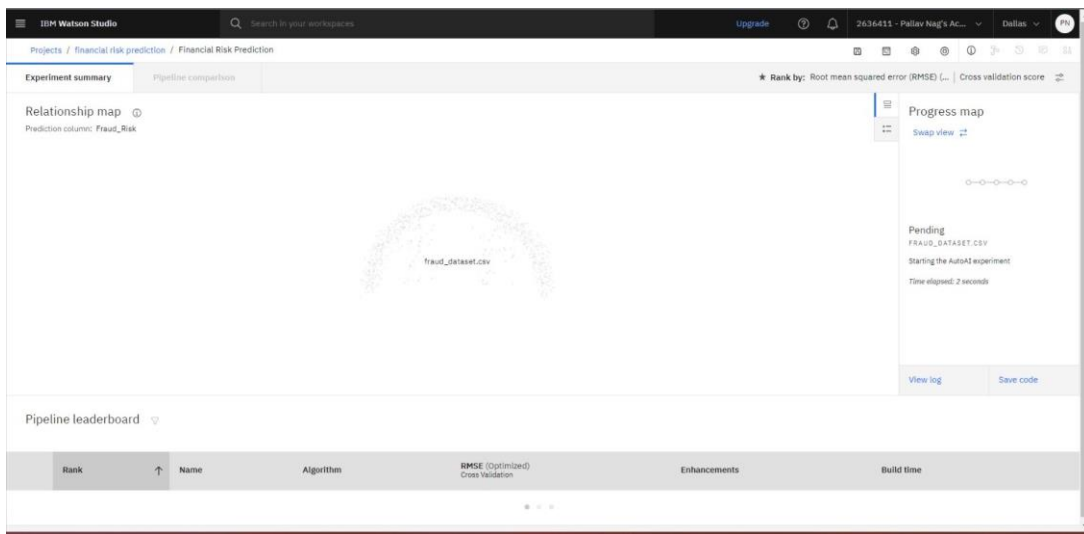 IBM Watson Studio
Search in your workspaces
Upgrade
2636411 - Pallav Nag's Ac...
Dallas
PN
Projects / financial risk prediction / Financial Risk Prediction
Experiment summary
Pipeline comparison
★ Rank by: Root mean squared error (RMSE) (... | Cross validation score
Relationship map
Prediction column: Fraud_Risk
fraud_dataset.csv
Progress map
Swap view
Pending
FRAUD_DATASET.CSV
Starting the AutoAI experiment
Time elapsed: 2 seconds
View log
Save code
Pipeline leaderboard
Rank ↑ Name Algorithm RMSE (Optimized) Enhancements Build time
Cross Validation